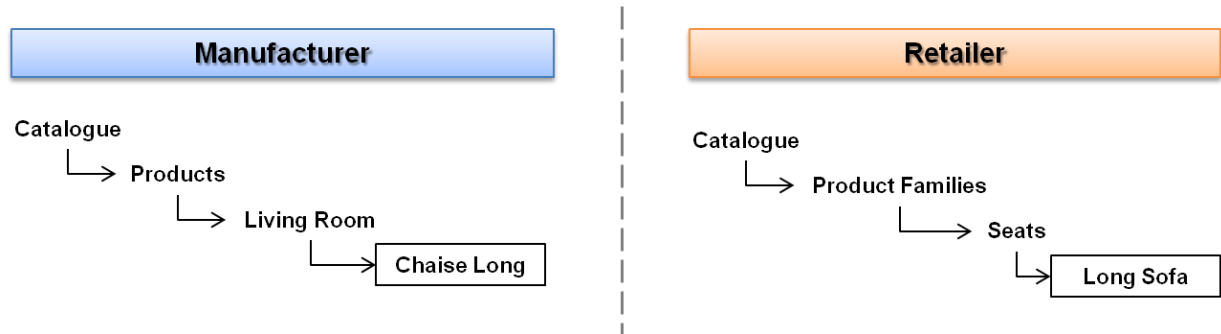 Manufacturer
Catalogue
Products
Living Room
Chaise Long
Retailer
Catalogue
Product Families
Seats
Long Sofa